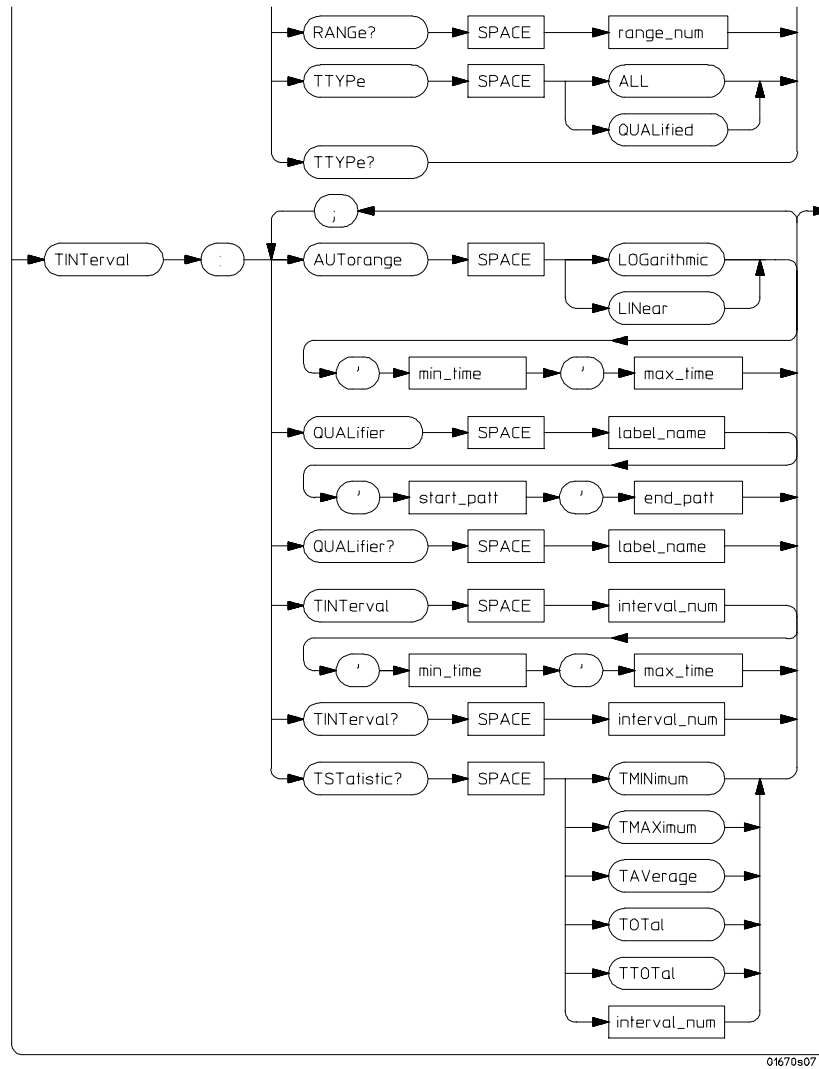 RANGe? SPACE range_num
TTYPe SPACE ALL
QUALified
TTYPe?
;
TINTerval : AUTorange SPACE LOGarithmic
LINear
, min_time , max_time
QUALifier SPACE label_name
, start_patt , end_patt
QUALifier? SPACE label_name
TINTerval SPACE interval_num
, min_time , max_time
TINTerval? SPACE interval_num
TSTatistic? SPACE TMINimum
TMAXimum
TAVerage
TOTal
TTOTal
interval_num
01670s07